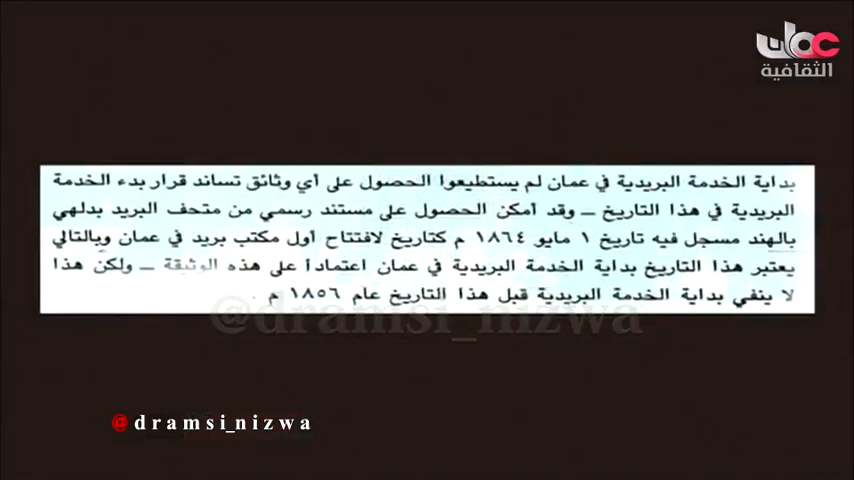 عمان
الثقافية
بداية الخدمة البريدية في عمان لم يستطيعوا الحصول على أي وثائق تساند قرار بدء الخدمة
البريدية في هذا التاريخ ــ وقد أمكن الحصول على مستند رسمي من متحف البريد بدلهي
بالهند مسجل فيه تاريخ ١ مايو ١٨٦٤ م كتاريخ لافتتاح أول مكتب بريد في عمان وبالتالي
يعتبر هذا التاريخ بداية الخدمة البريدية في عمان اعتماداً على هذه الوثيقة ــ ولكن هذا
لا ينفي بداية الخدمة البريدية قبل هذا التاريخ عام ١٨٥٦ م .
@dramsi_nizwa
@dramsi_nizwa